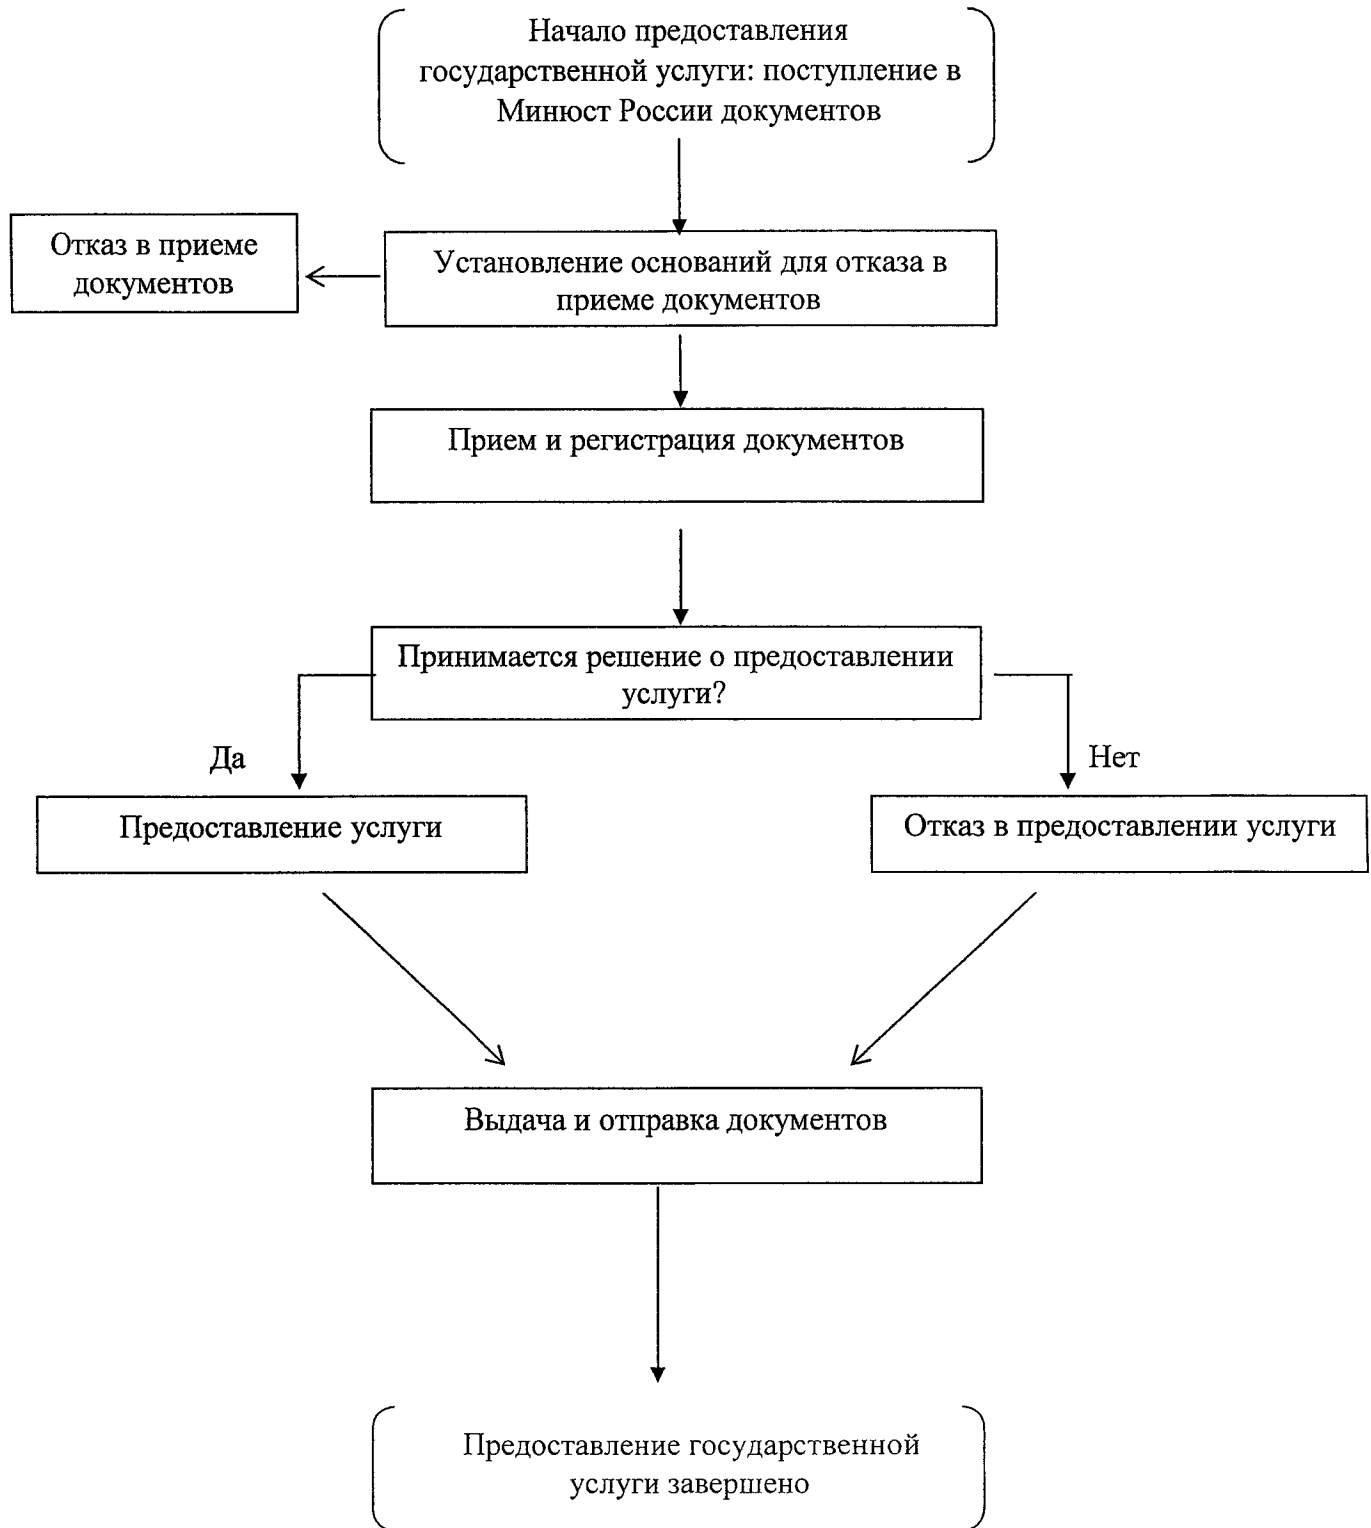 Начало предоставления
государственной услуги: поступление в
Минюст России документов
Отказ в приеме
документов
Установление оснований для отказа в
приеме документов
Прием и регистрация документов
Принимается решение о предоставлении
услуги?
Да
Нет
Предоставление услуги
Отказ в предоставлении услуги
Выдача и отправка документов
Предоставление государственной
услуги завершено